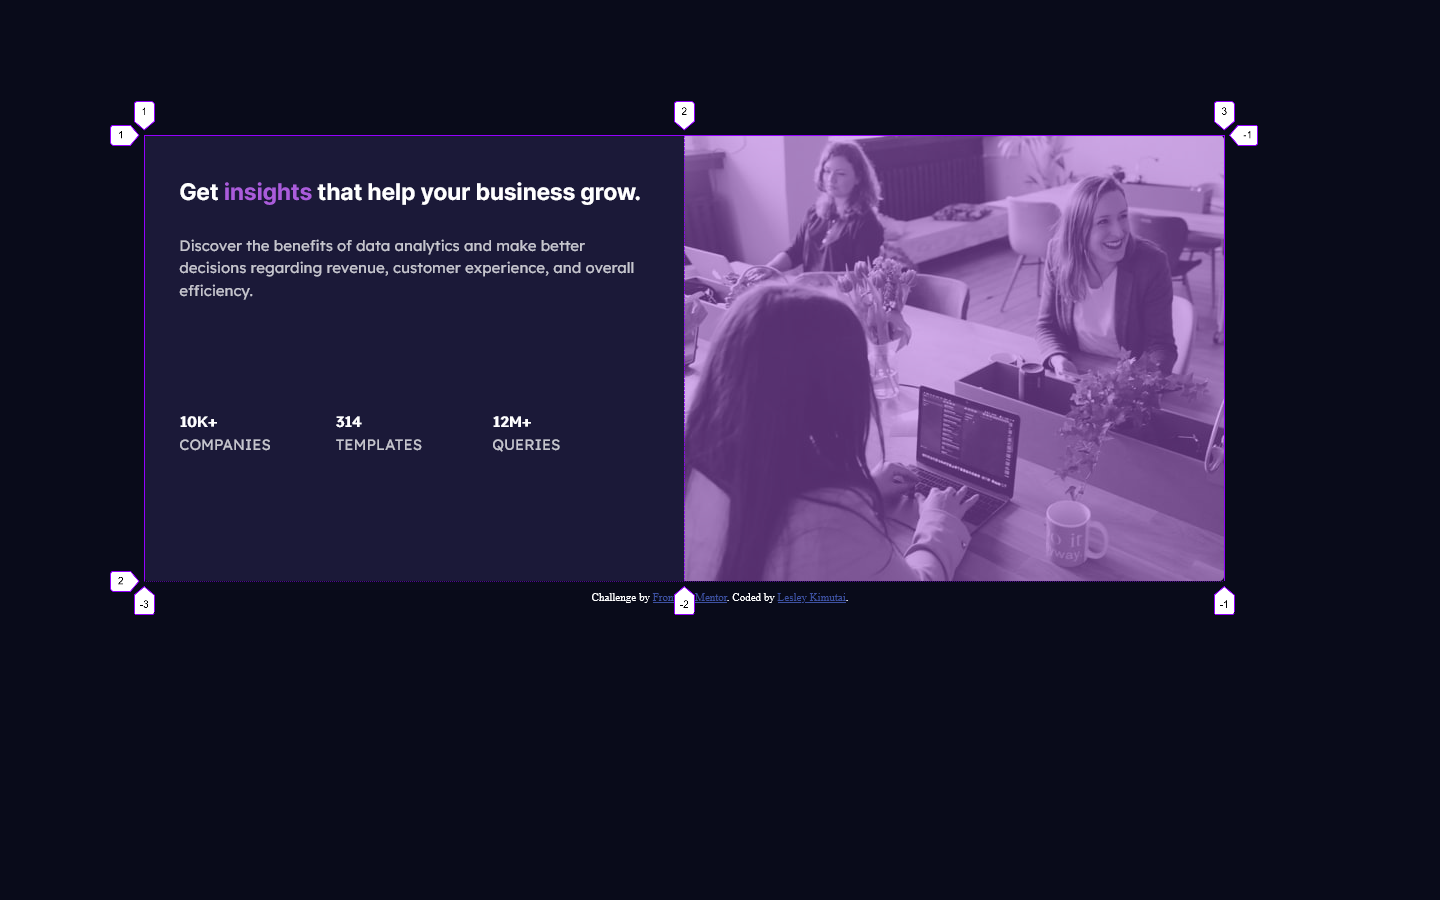 1 2 3
1 -1
Get insights that help your business grow.
Discover the benefits of data analytics and make better
decisions regarding revenue, customer experience, and overall
efficiency.
10K+ 314 12M+
COMPANIES TEMPLATES QUERIES
2
Challenge by Mentor. Coded by Lesley Kimutai.
-3 -2 -1